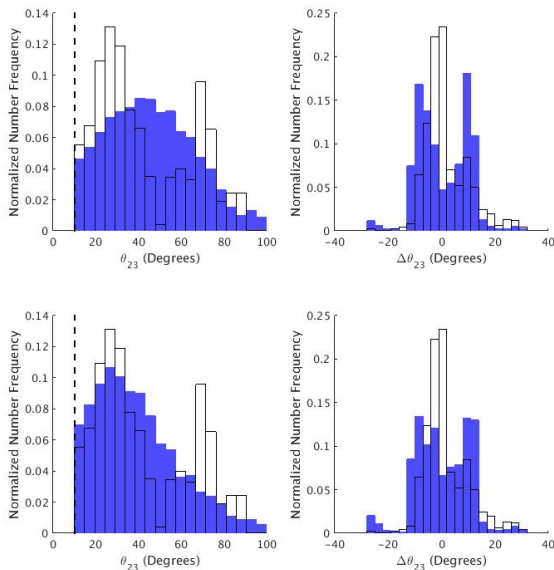 Normalized Number Frequency
0.14
0.12
0.1
0.08
0.06
0.04
0.02
0
0 20 40 60 80 100
θ23 (Degrees)
Normalized Number Frequency
0.25
0.2
0.15
0.1
0.05
0
−40 −20 0 20 40
Δθ23 (Degrees)
Normalized Number Frequency
0.14
0.12
0.1
0.08
0.06
0.04
0.02
0
0 20 40 60 80 100
θ23 (Degrees)
Normalized Number Frequency
0.25
0.2
0.15
0.1
0.05
0
−40 −20 0 20 40
Δθ23 (Degrees)